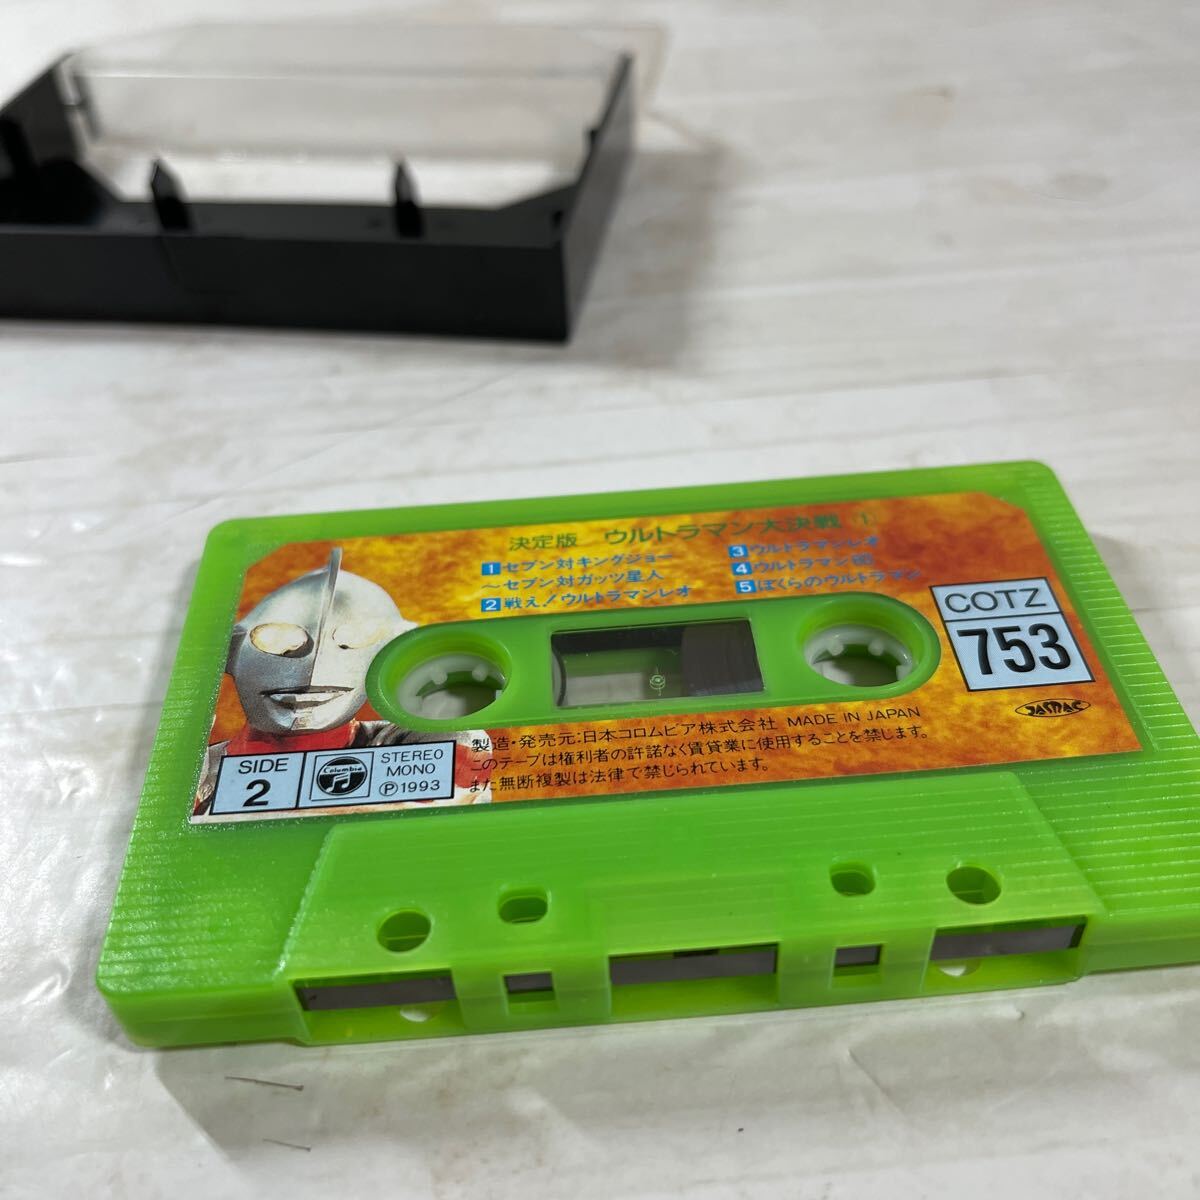 決定版 ウルトラマン大決戦 1
1 セブン対キングジョー
〜セブン対ガッツ星人
2 戦え!ウルトラマンレオ
3 ウルトラマンレオ
4 ウルトラマン80
5 ぼくらのウルトラマン
COTZ
753
JASRAC
製造・発売元:日本コロムビア株式会社 MADE IN JAPAN
このテープは権利者の許諾なく賃貸業に使用することを禁じます。
また無断複製は法律で禁じられています。
SIDE
2
Columbia
STEREO
MONO
Ⓟ1993